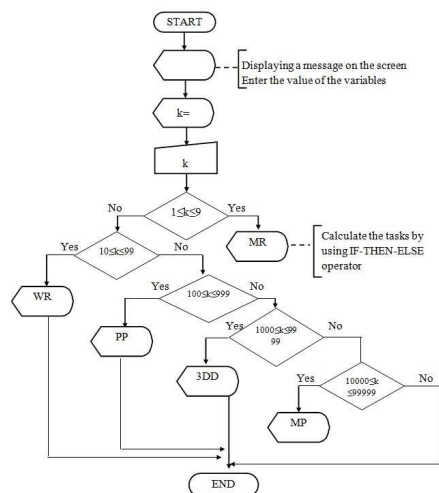 START
Displaying a message on the screen
Enter the value of the variables
k=
k
1≤k≤9
No
Yes
MR
Calculate the tasks by
using IF-THEN-ELSE
operator
10≤k≤99
Yes
No
WR
100≤k≤999
Yes
No
PP
1000≤k≤99
99
Yes
No
3DD
10000≤k
≤99999
Yes
No
MP
END